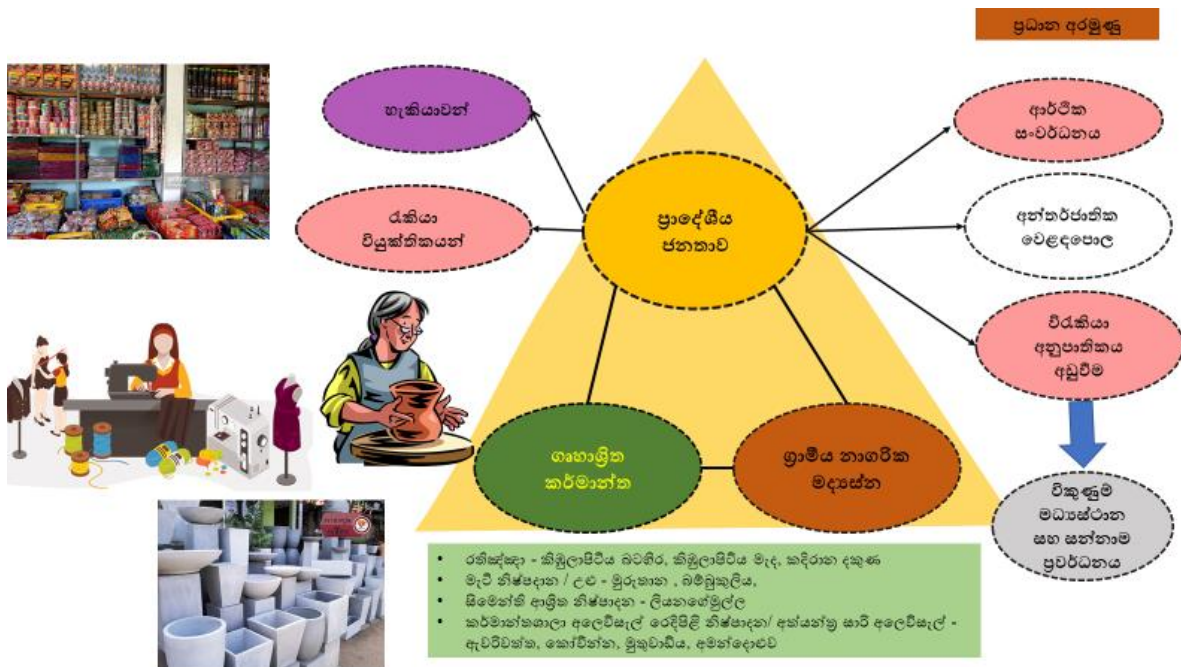 ප්‍රධාන අරමුණු
හැකියාවන්
රැකියා
වියුක්තිකයන්
ප්‍රාදේශීය
ජනතාව
ආර්ථික
සංවර්ධනය
අන්තර්ජාතික
වෙළඳපොල
විරැකියා
අනුපාතිකය
අඩුවීම
ගෘහාශ්‍රිත
කර්මාන්ත
ග්‍රාමීය නාගරික
මද්‍යස්න
විකුණුම්
මධ්‍යස්ථාන
සහ සන්නාම
ප්‍රවර්ධනය
• රතිඤ්ඤා - කිඹුලාපිටිය බටහිර, කිඹුලාපිටිය මැද, කදිරාන දකුණ
• මැටි නිෂ්පදාන / උළු - මුරුතාන , බම්බුකුලිය,
• සිමෙන්ති ආශ්‍රිත නිෂ්පාදන - ලියනගේමුල්ල
• කර්මාන්තශාලා අලෙවිසැල් රෙදිපිළි නිෂ්පාදන/ අත්යන්ත්‍ර සාරි අලෙවිසැල් -
ඇවරිවත්ත, කෝවින්න, මුතුවාඩිය, අමන්දොළුව